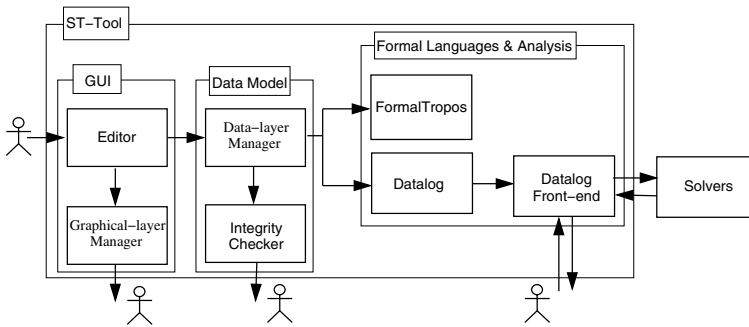 ST-Tool
Formal Languages & Analysis
GUI
Data Model
FormalTropos
Editor
Data-layer
Manager
Datalog
Datalog
Front-end
Solvers
Graphical-layer
Manager
Integrity
Checker